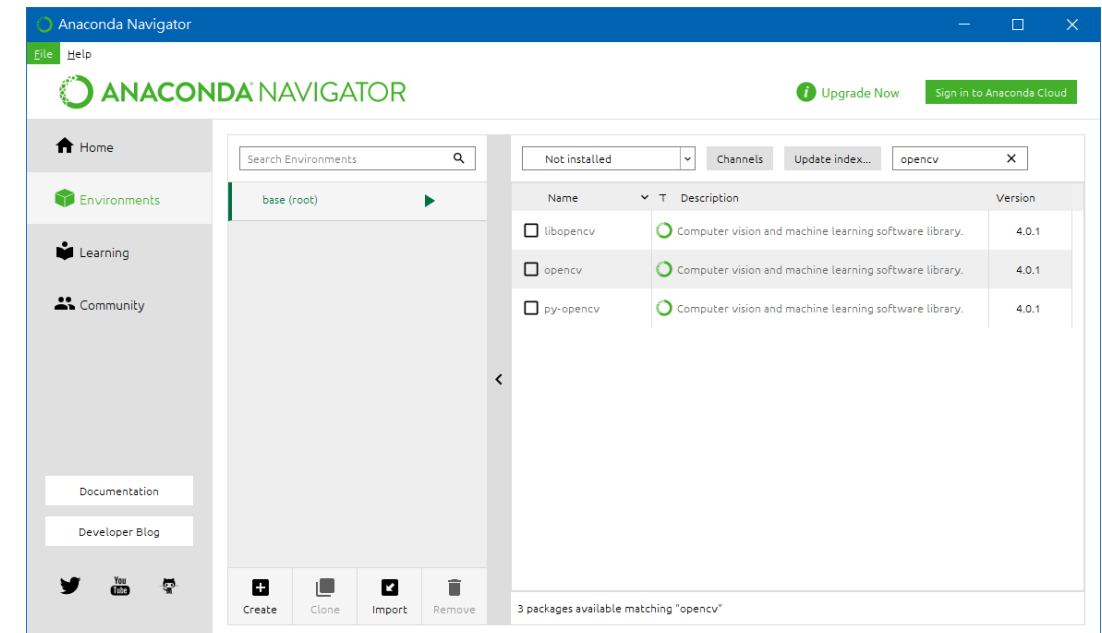 Anaconda Navigator
File Help
ANACONDA NAVIGATOR
Upgrade Now
Sign in to Anaconda Cloud
Home
Environments
Learning
Community
Documentation
Developer Blog
You
Tube
Search Environments
base (root)
Create Clone Import Remove
Not installed Channels Update index... opencv
Name T Description Version
libopencv Computer vision and machine learning software library. 4.0.1
opencv Computer vision and machine learning software library. 4.0.1
py-opencv Computer vision and machine learning software library. 4.0.1
3 packages available matching "opencv"